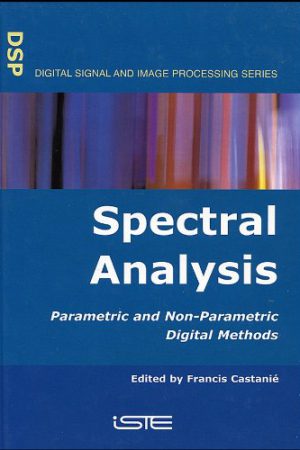 DSP
DIGITAL SIGNAL AND IMAGE PROCESSING SERIES
Spectral
Analysis
Parametric and Non-Parametric
Digital Methods
Edited by Francis Castanié
iSTE